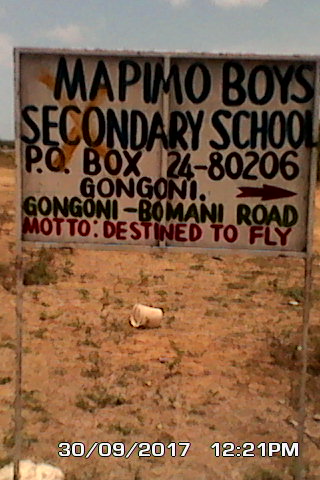 MAPIMO BOYS
SECONDARY SCHOOL
P.O. BOX 24-80206
GONGONI.
GONGONI-BOMANI ROAD
MOTTO: DESTINED TO FLY
30/09/2017 12:21PM